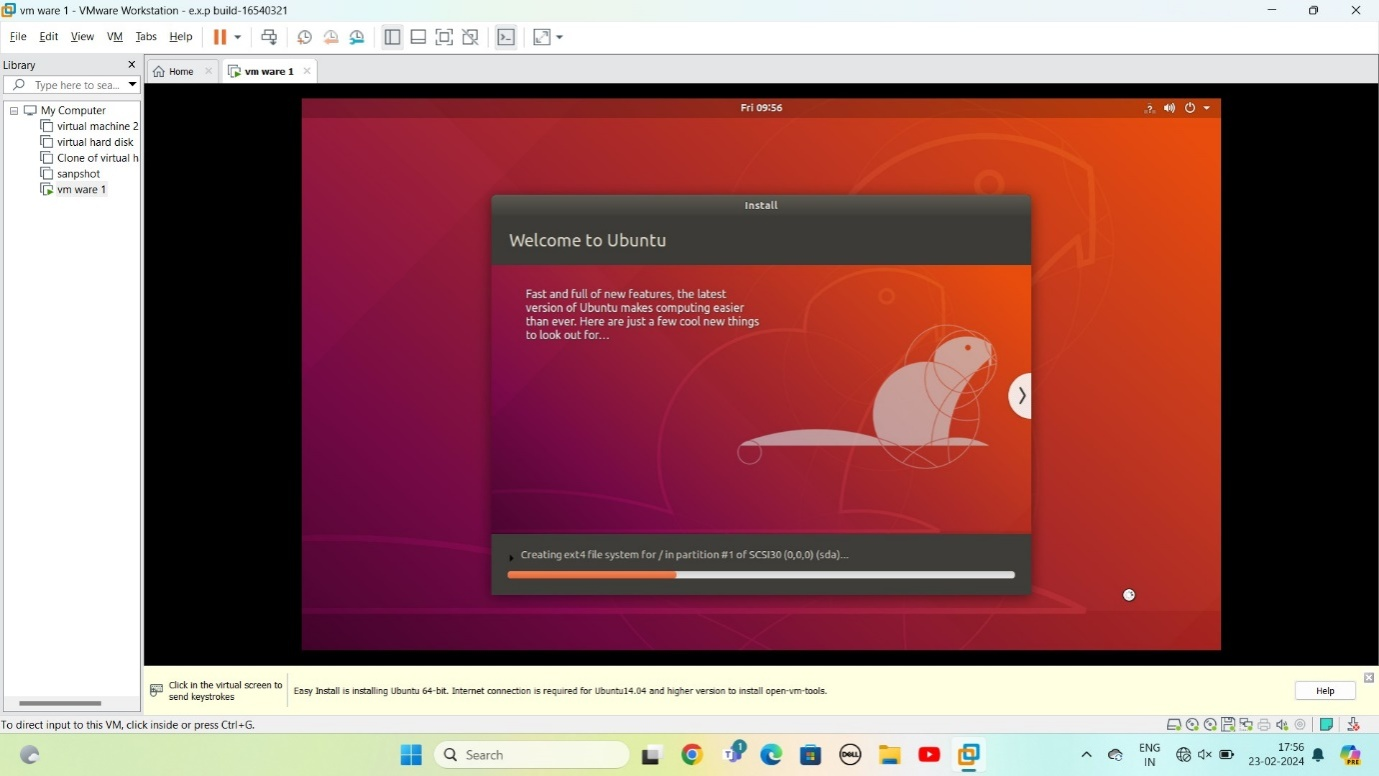 vm ware 1 - VMware Workstation - e.x.p build-16540321
File Edit View VM Tabs Help
Library
Type here to sea...
Home
vm ware 1
My Computer
virtual machine 2
virtual hard disk
Clone of virtual h
sanpshot
vm ware 1
Fri 09:56
Install
Welcome to Ubuntu
Fast and full of new features, the latest
version of Ubuntu makes computing easier
than ever. Here are just a few cool new things
to look out for...
Creating ext4 file system for / in partition #1 of SCSI30 (0,0,0) (sda)...
Click in the virtual screen to
send keystrokes
Easy Install is installing Ubuntu 64-bit. Internet connection is required for Ubuntu14.04 and higher version to install open-vm-tools.
Help
To direct input to this VM, click inside or press Ctrl+G.
Search
1
DELL
ENG
IN
17:56
23-02-2024
PRE